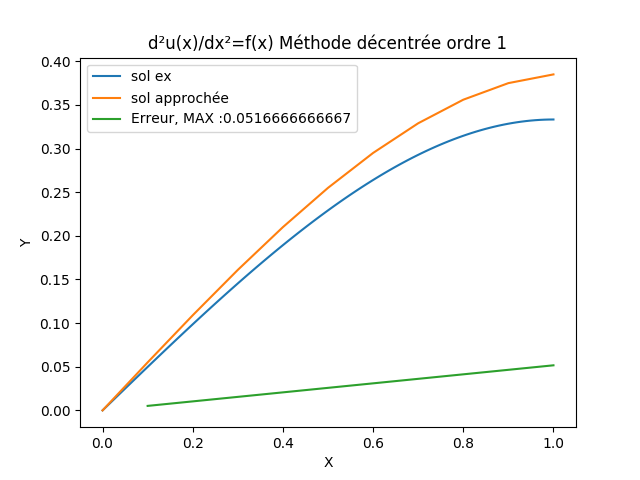 d²u(x)/dx²=f(x) Méthode décentrée ordre 1
sol ex
sol approchée
Erreur, MAX :0.0516666666667
0.40
0.35
0.30
0.25
0.20
0.15
0.10
0.05
0.00
Y
0.0
0.2
0.4
0.6
0.8
1.0
X